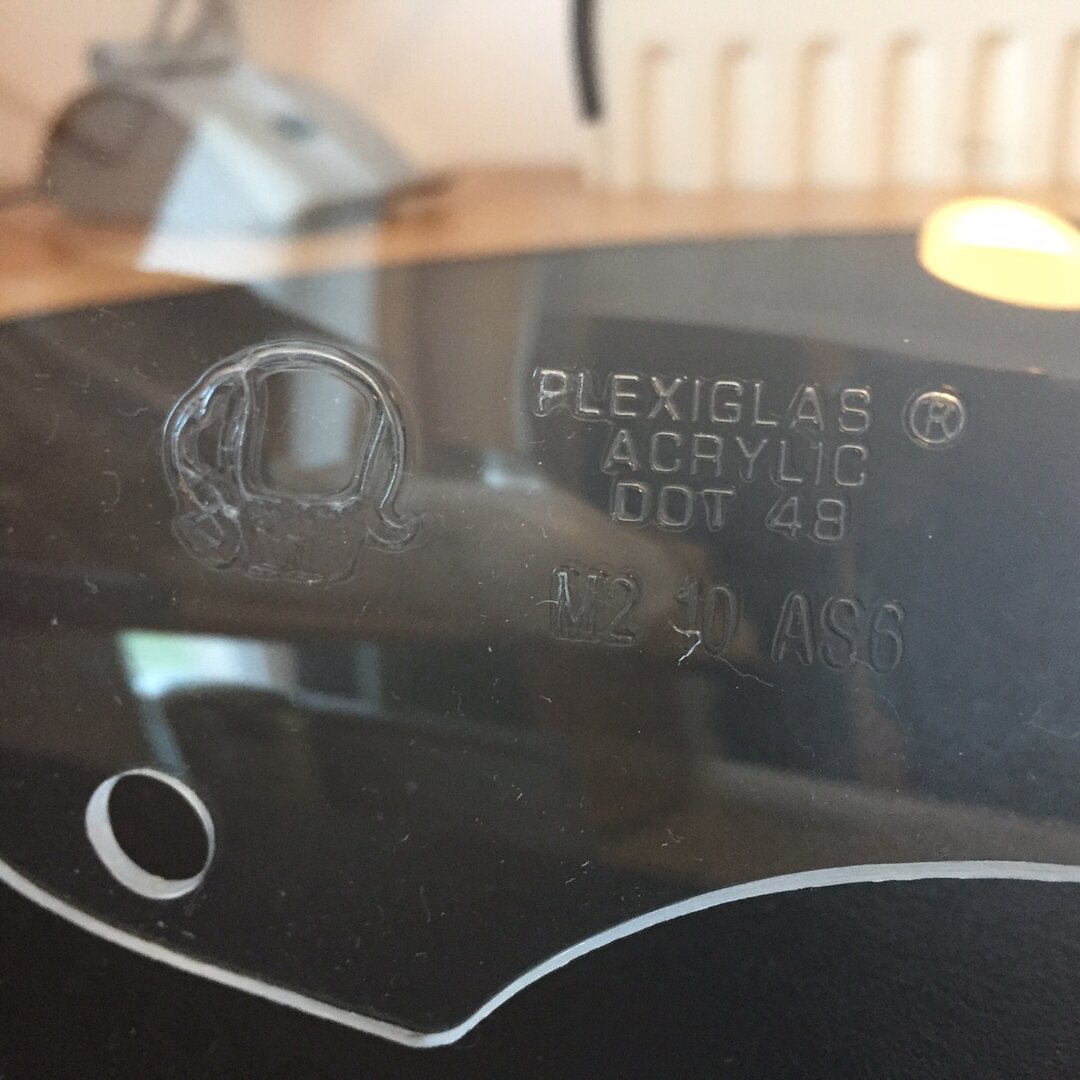 PLEXIGLAS ®
ACRYLIC
DOT 48
M2 10 AS6